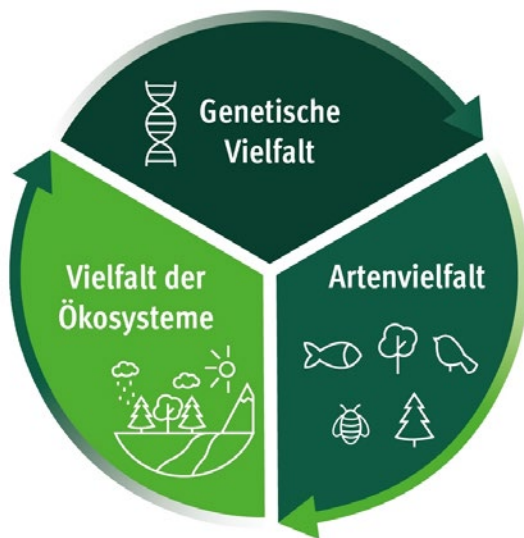 Genetische
Vielfalt
Artenvielfalt
Vielfalt der
Ökosysteme